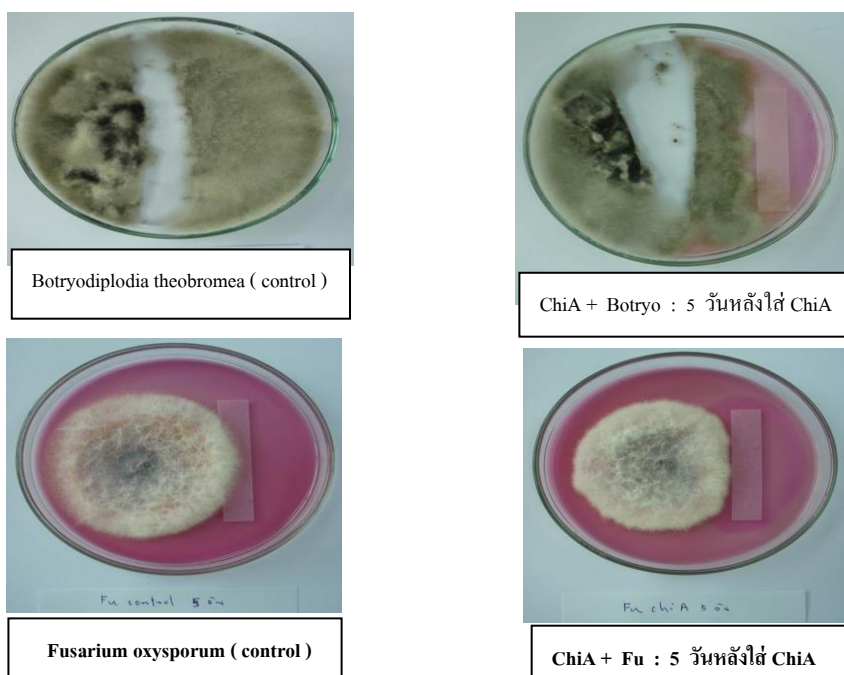 Botryodiplodia theobromea ( control )
ChiA + Botryo : 5 วันหลังใส่ ChiA
Fu control 5 วัน
Fu chiA 5 วัน
Fusarium oxysporum ( control )
ChiA + Fu : 5 วันหลังใส่ ChiA